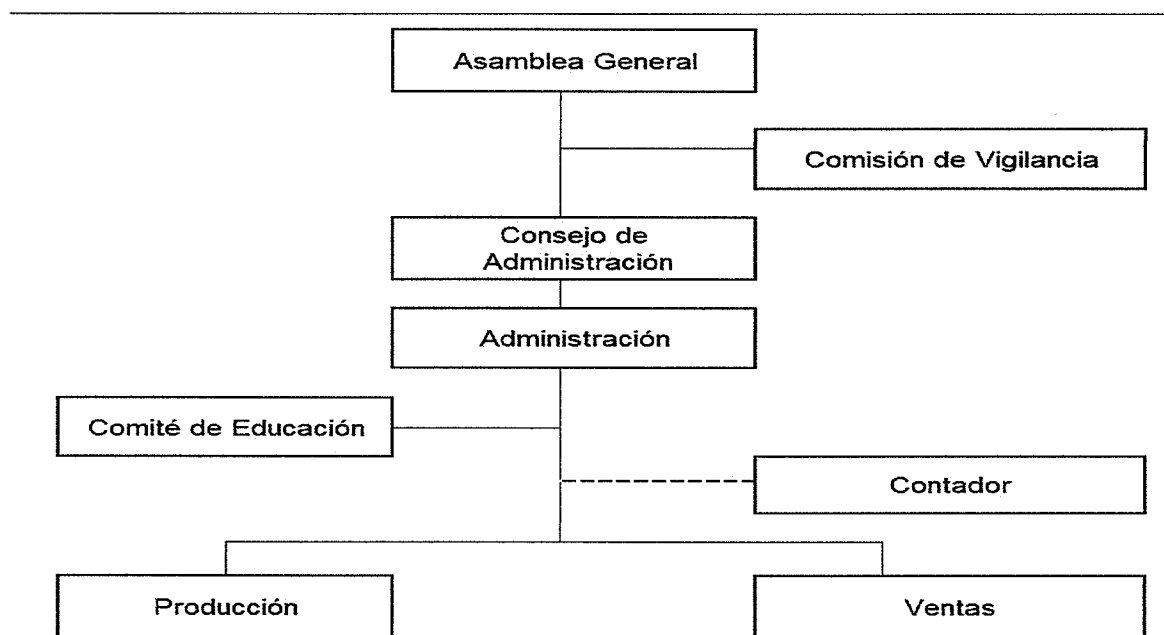 Asamblea General
Comisión de Vigilancia
Consejo de
Administración
Administración
Comité de Educación
Contador
Producción
Ventas